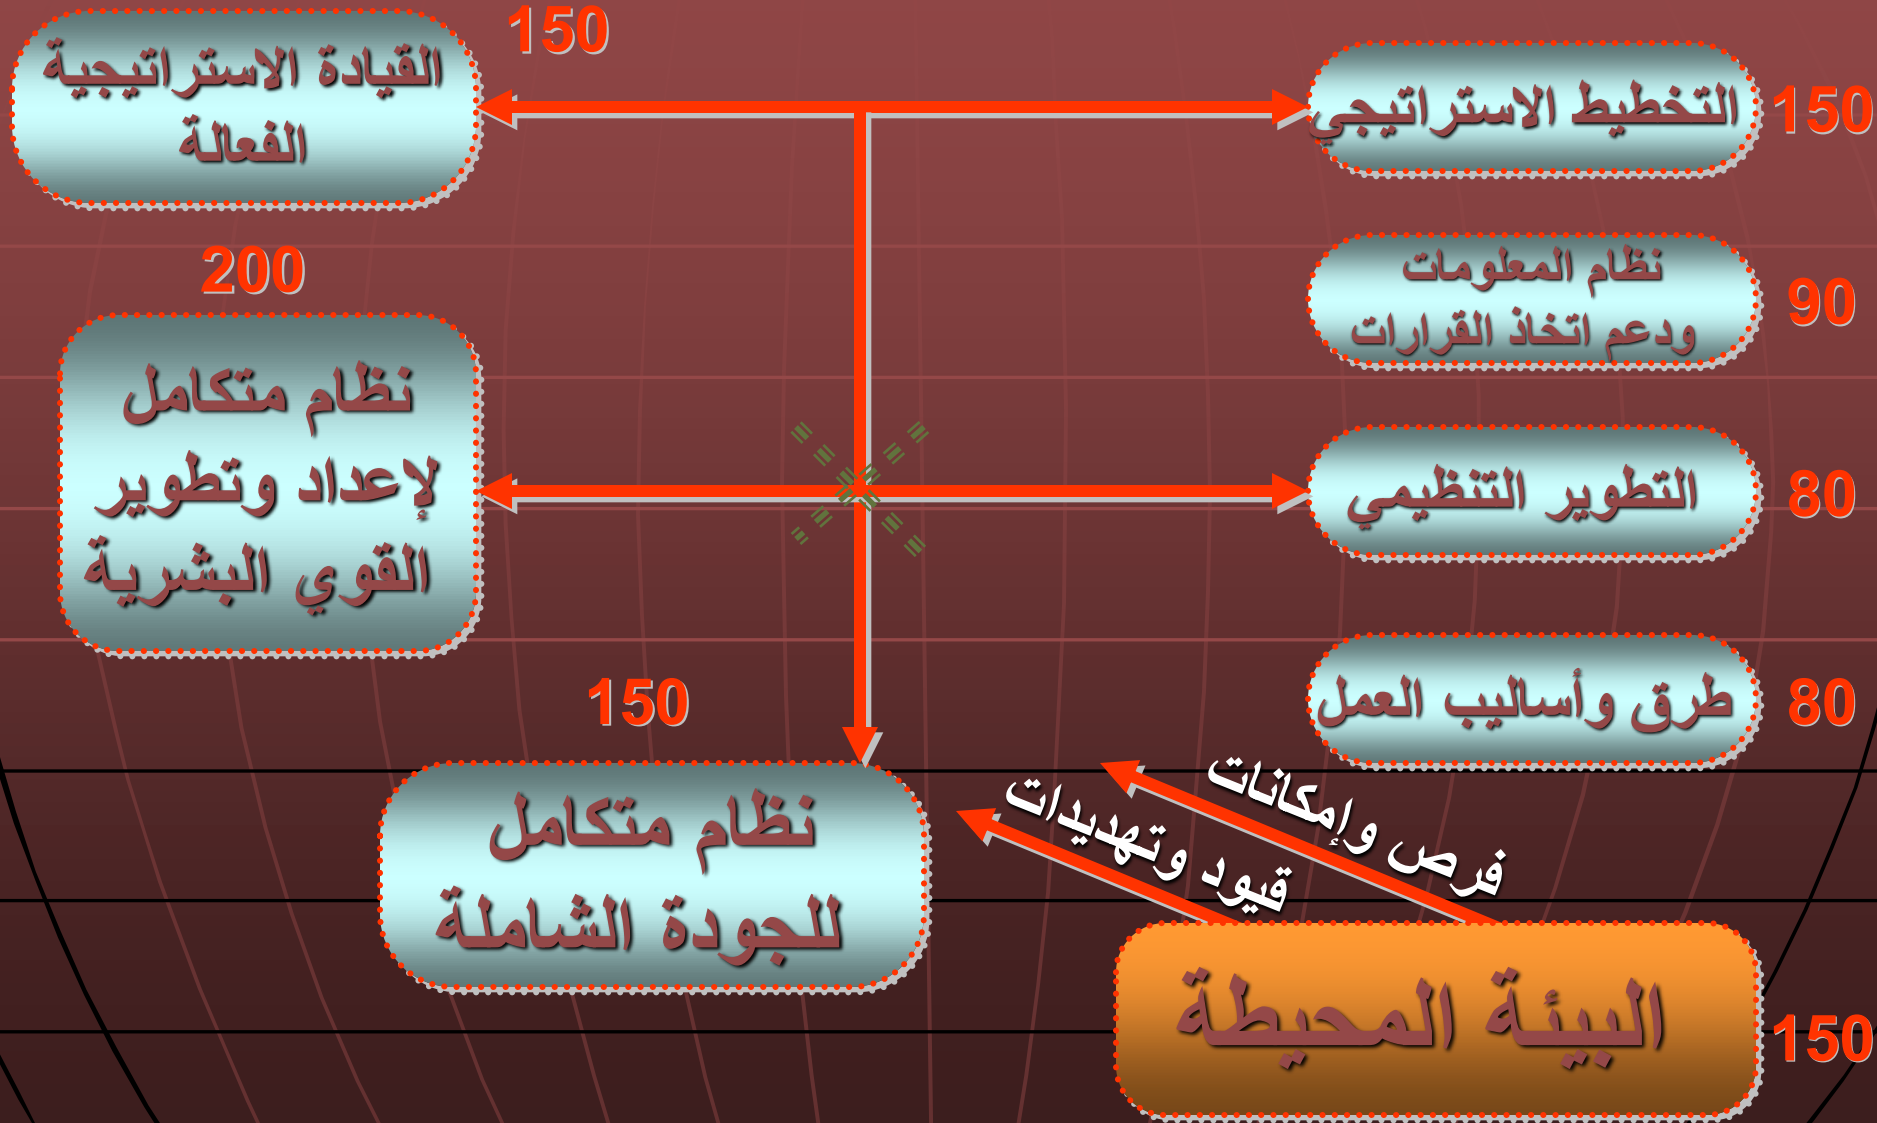 150
القيادة الاستراتيجية
الفعالة
التخطيط الاستراتيجي
150
نظام المعلومات
ودعم اتخاذ القرارات
90
200
نظام متكامل
لإعداد وتطوير
القوي البشرية
التطوير التنظيمي
80
طرق وأساليب العمل
80
150
نظام متكامل
للجودة الشاملة
فرص وإمكانات
قيود وتهديدات
البيئة المحيطة
150